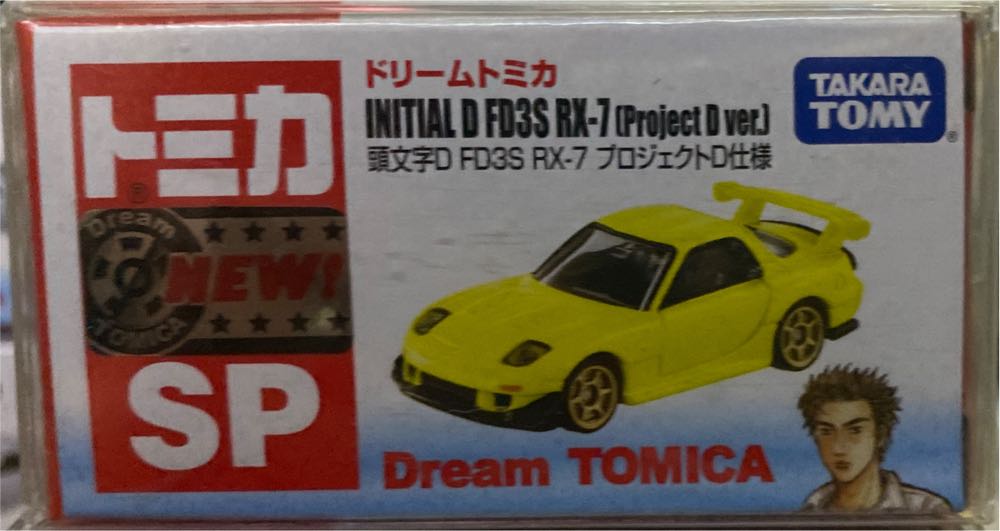 トミカ
®
Dream
NEW!
TOMICA
SP
ドリームトミカ
INITIAL D FD3S RX-7 (Project D ver.)
頭文字D FD3S RX-7 プロジェクトD仕様
TAKARA
TOMY
®
Dream TOMICA